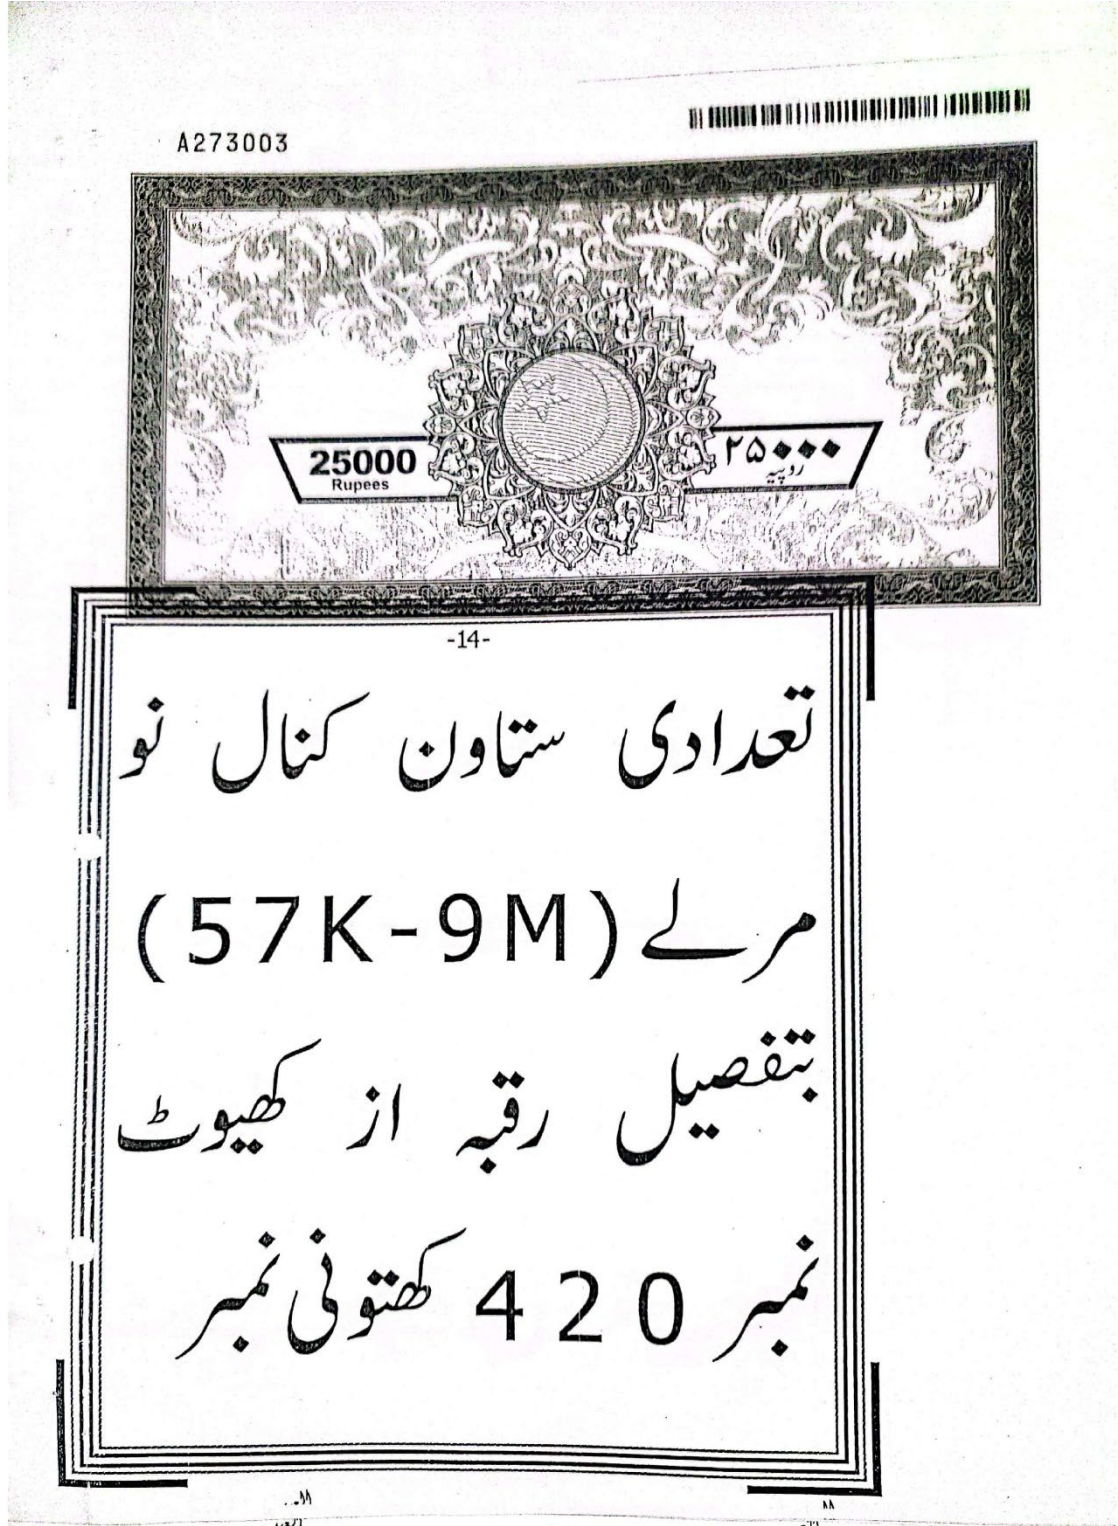 A273003
25000
Rupees
۲۵۰۰۰
روپیہ
-14-
تعدادی ستاون کنال نو
مرلے (57K-9M)
بتفصیل رقبہ از کھیوٹ
نمبر 420 کھتونی نمبر